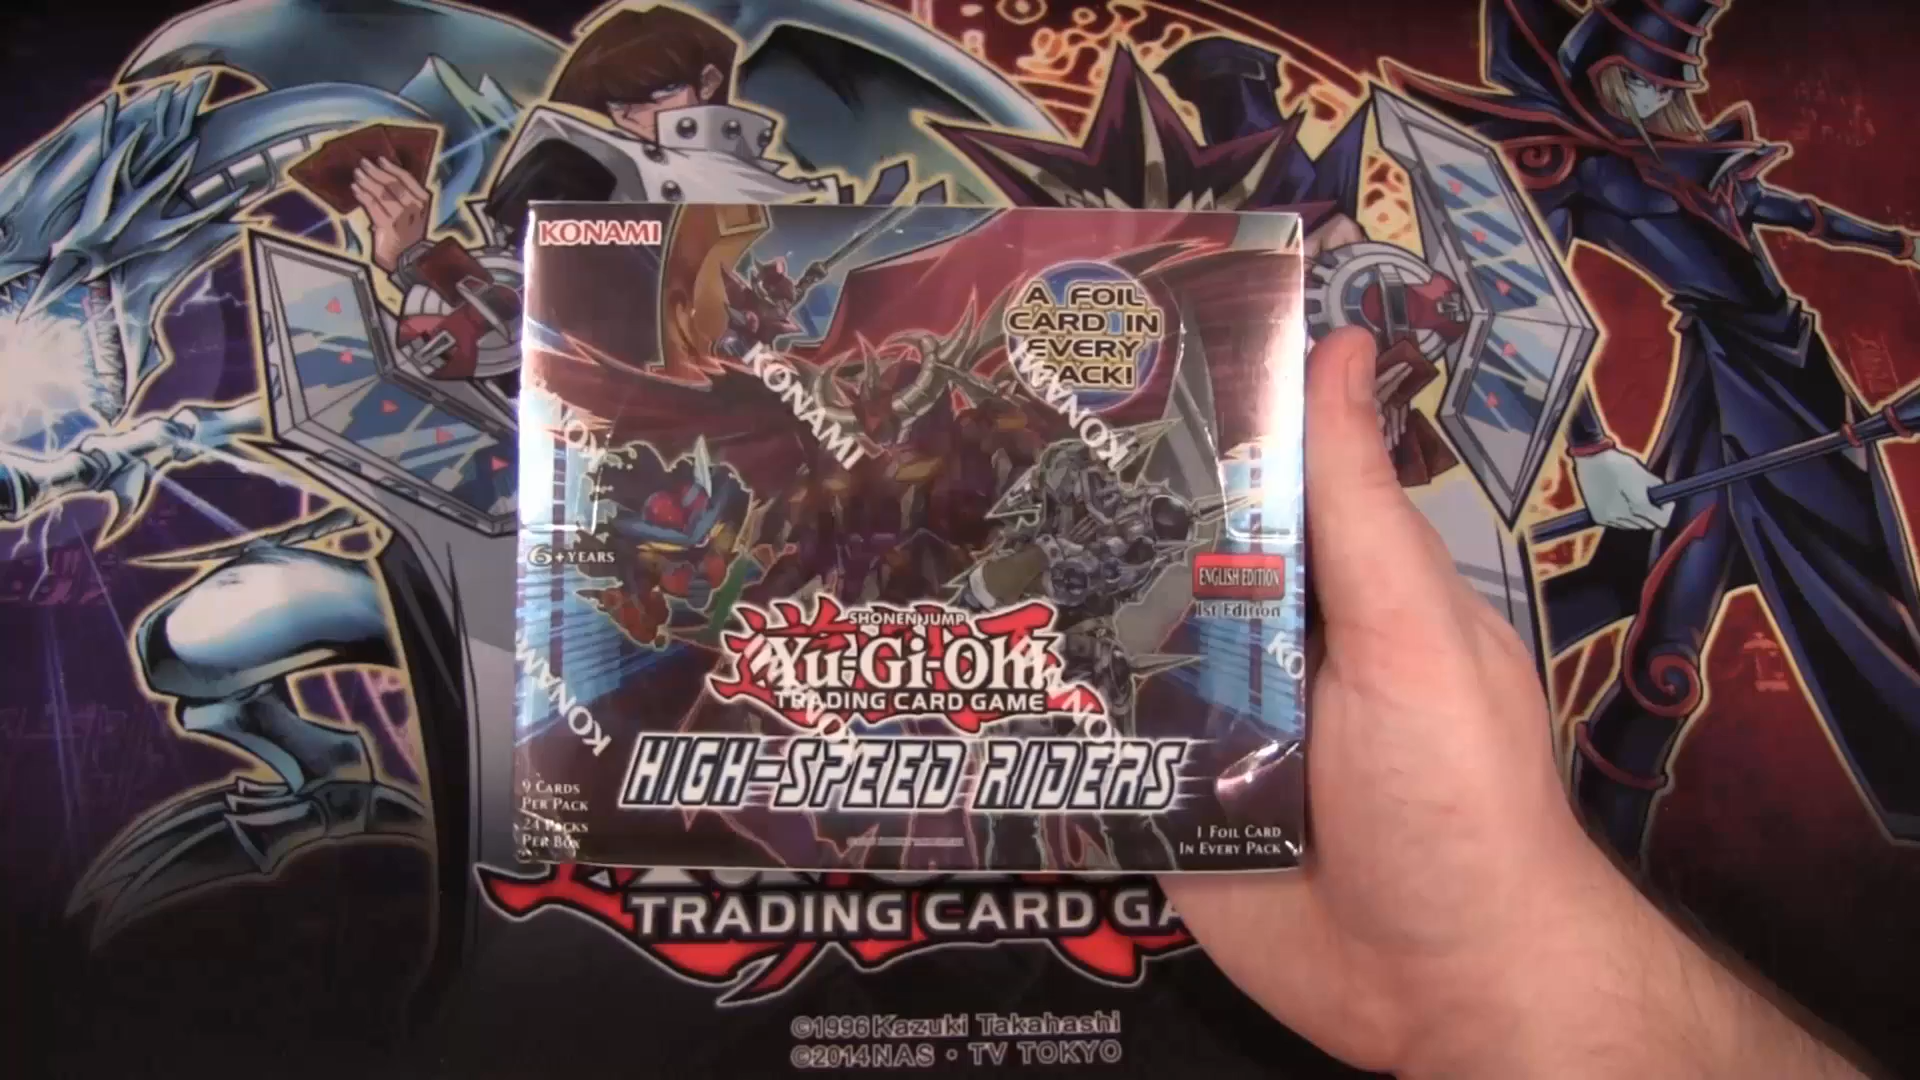 KONAMI
A FOIL
CARD IN
EVERY
PACK!
KONAMI
KONAMI
KONAMI
6+ YEARS
ENGLISH EDITION
1st Edition
SHONEN JUMP
Yu-Gi-Oh!
TRADING CARD GAME
KONAMI
HIGH-SPEED RIDERS
9 CARDS
PER PACK
24 PACKS
PER BOX
1 FOIL CARD
IN EVERY PACK
TRADING CARD GA
©1996 Kazuki Takahashi
©2014 NAS • TV TOKYO